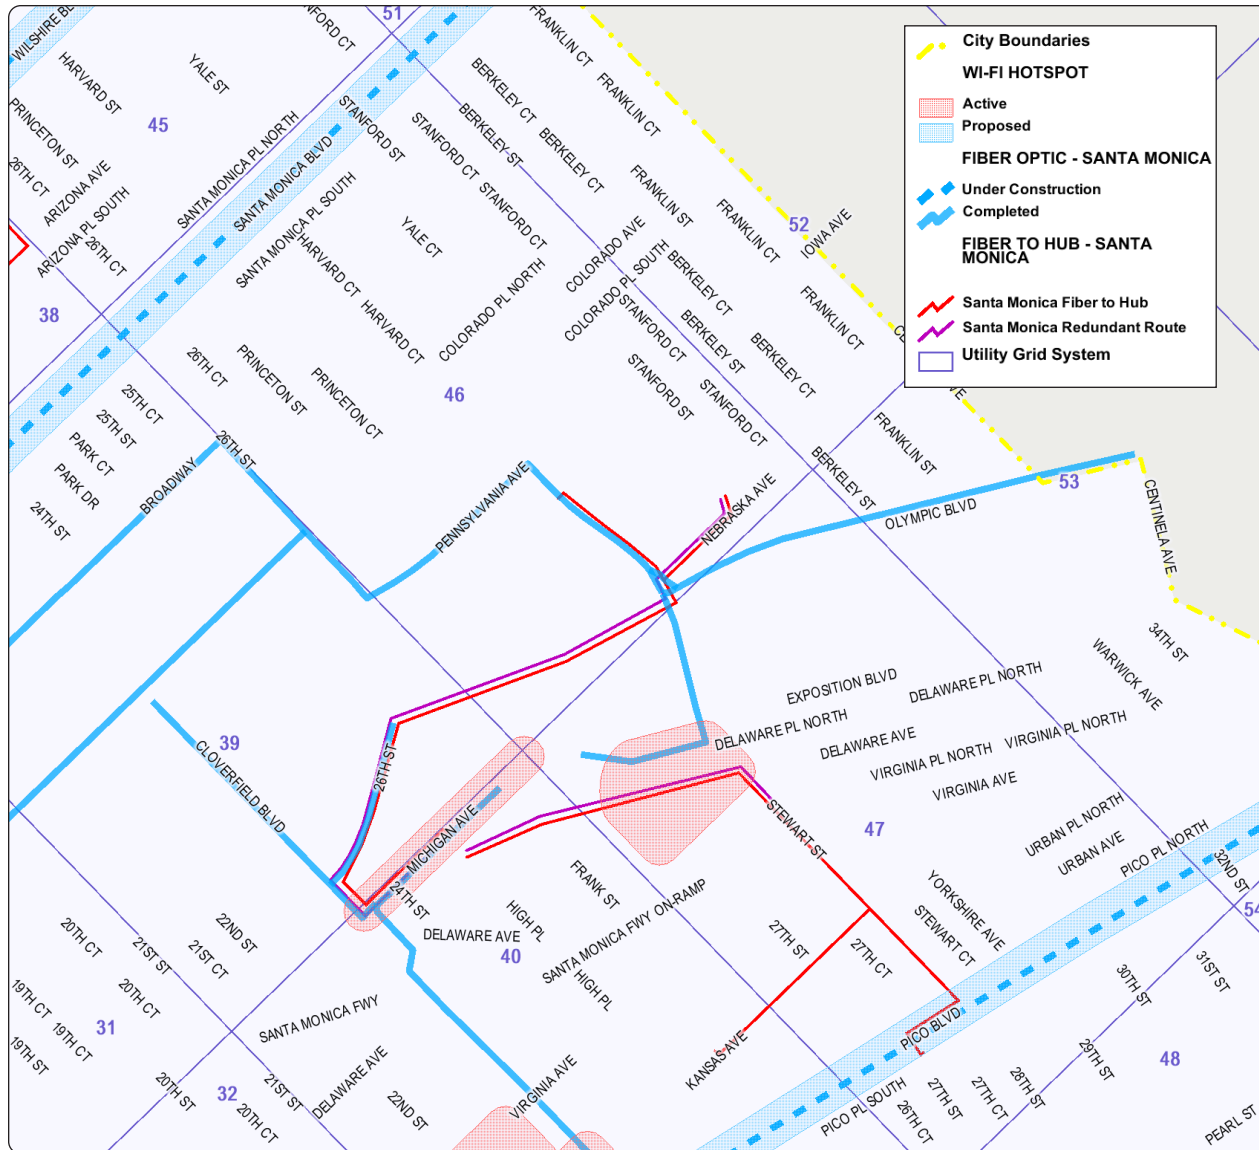 51
WILSHIRE BL
NFORD CT
FRANKLIN CT
City Boundaries
WI-FI HOTSPOT
Active
Proposed
FIBER OPTIC - SANTA MONICA
Under Construction
Completed
FIBER TO HUB - SANTA
MONICA
Santa Monica Fiber to Hub
Santa Monica Redundant Route
Utility Grid System
HARVARD ST
YALE ST
BERKELEY CT
FRANKLIN CT
PRINCETON ST
45
STANFORD ST
STANFORD CT
BERKELEY ST
BERKELEY CT
26TH CT
ARIZONA AVE
SANTA MONICA PL NORTH
SANTA MONICA BLVD
STANFORD CT
FRANKLIN ST
FRANKLIN CT
52
IOWA AVE
ARIZONA PL SOUTH
26TH CT
SANTA MONICA PL SOUTH
YALE CT
COLORADO AVE
HARVARD CT
COLORADO PL NORTH
COLORADO PL SOUTH
BERKELEY CT
38
HARVARD CT
STANFORD CT
BERKELEY ST
FRANKLIN CT
CE
VE
26TH CT
PRINCETON ST
PRINCETON CT
46
STANFORD ST
STANFORD CT
BERKELEY CT
25TH CT
25TH ST
PARK CT
PARK DR
24TH ST
BROADWAY
26TH ST
PENNSYLVANIA AVE
NEBRASKA AVE
BERKELEY ST
FRANKLIN ST
53
OLYMPIC BLVD
CENTINELA AVE
34TH ST
WARWICK AVE
EXPOSITION BLVD
DELAWARE PL NORTH
39
CLOVERFIELD BLVD
26TH ST
DELAWARE PL NORTH
DELAWARE AVE
VIRGINIA PL NORTH
VIRGINIA PL NORTH
VIRGINIA AVE
MICHIGAN AVE
STEWART ST
47
URBAN PL NORTH
URBAN AVE
PICO PL NORTH
32ND ST
24TH ST
FRANK ST
SANTA MONICA FWY ON-RAMP
HIGH PL
YORKSHIRE AVE
STEWART CT
54
20TH CT
21ST ST
21ST CT
22ND ST
DELAWARE AVE
40
HIGH PL
27TH ST
27TH CT
30TH ST
31ST ST
19TH CT
20TH CT
19TH CT
19TH ST
31
SANTA MONICA FWY
PICO BLVD
KANSAS AVE
29TH ST
48
20TH ST
32
20TH CT
21ST ST
DELAWARE AVE
22ND ST
VIRGINIA AVE
PICO PL SOUTH
26TH CT
27TH ST
27TH CT
28TH ST
PEARL ST